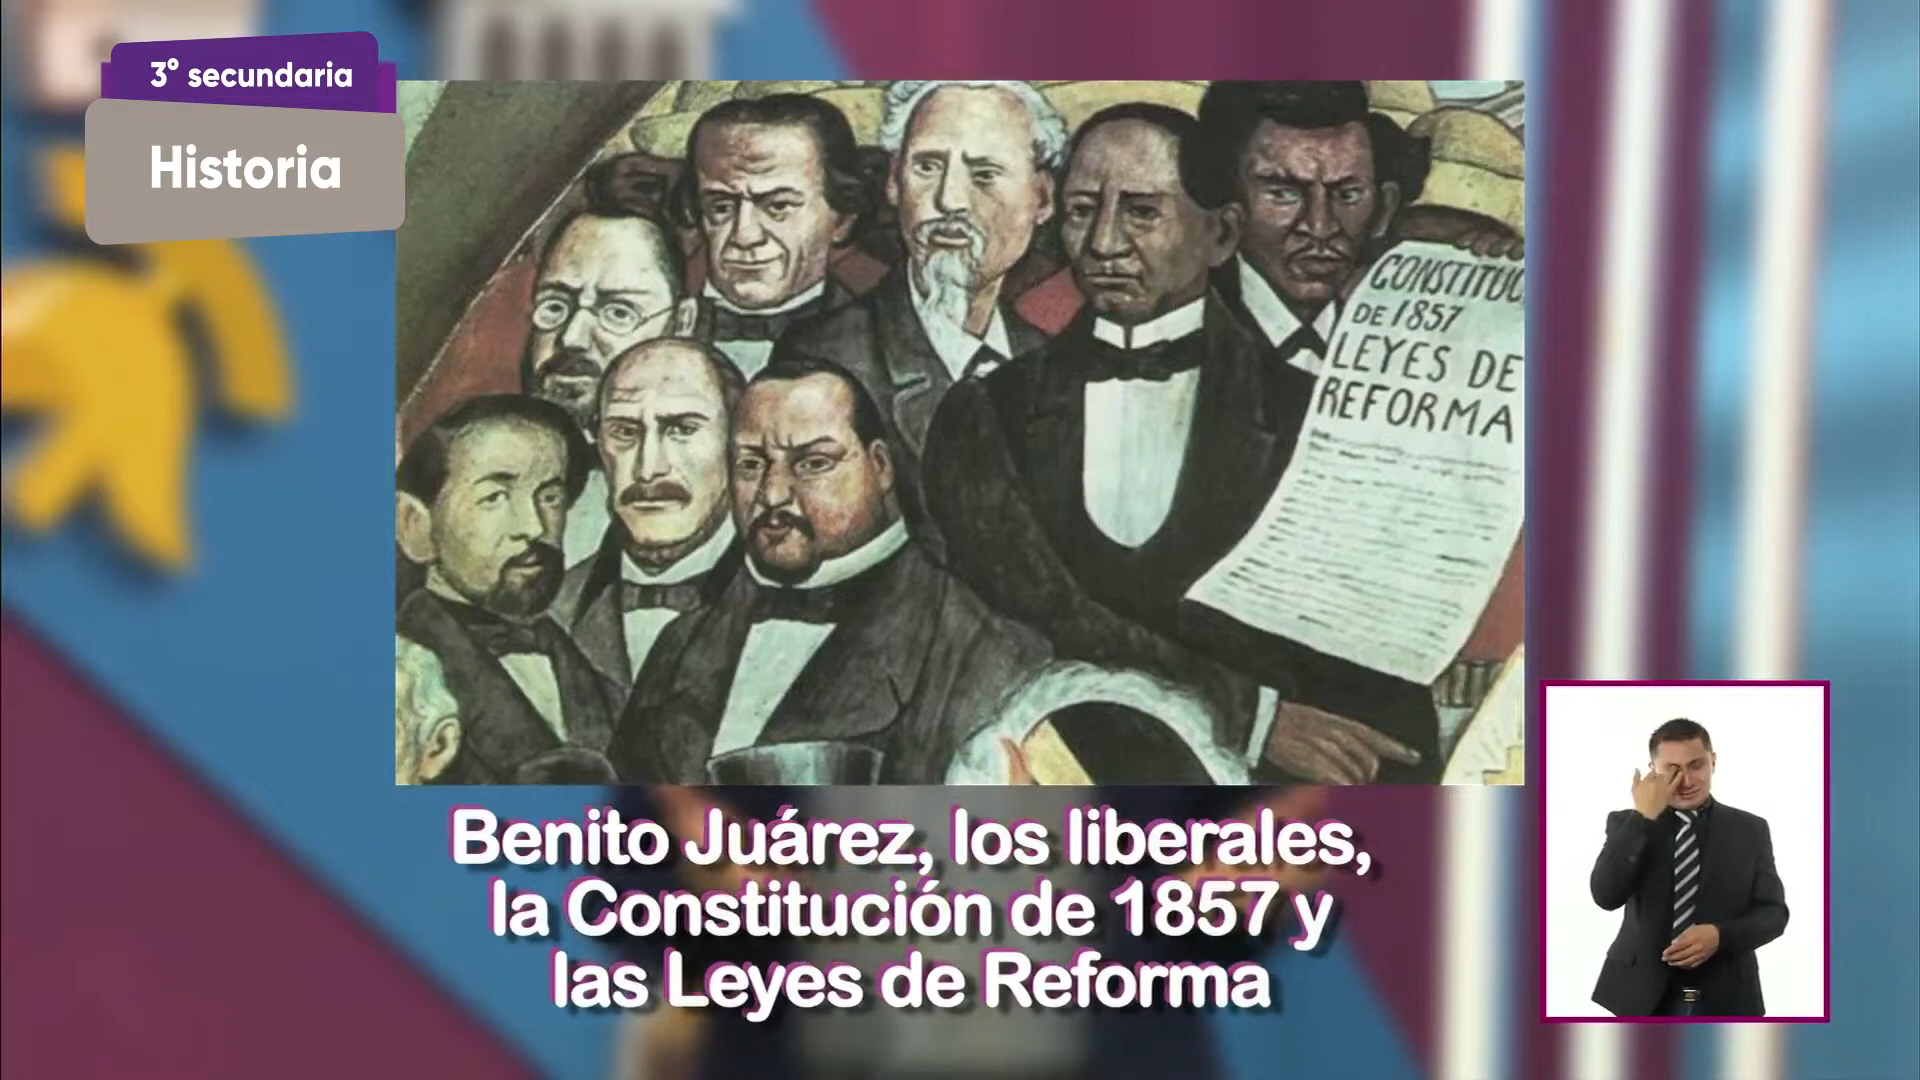 3° secundaria
Historia
CONSTITUC
DE 1857
LEYES DE
REFORMA
Benito Juárez, los liberales,
la Constitución de 1857 y
las Leyes de Reforma